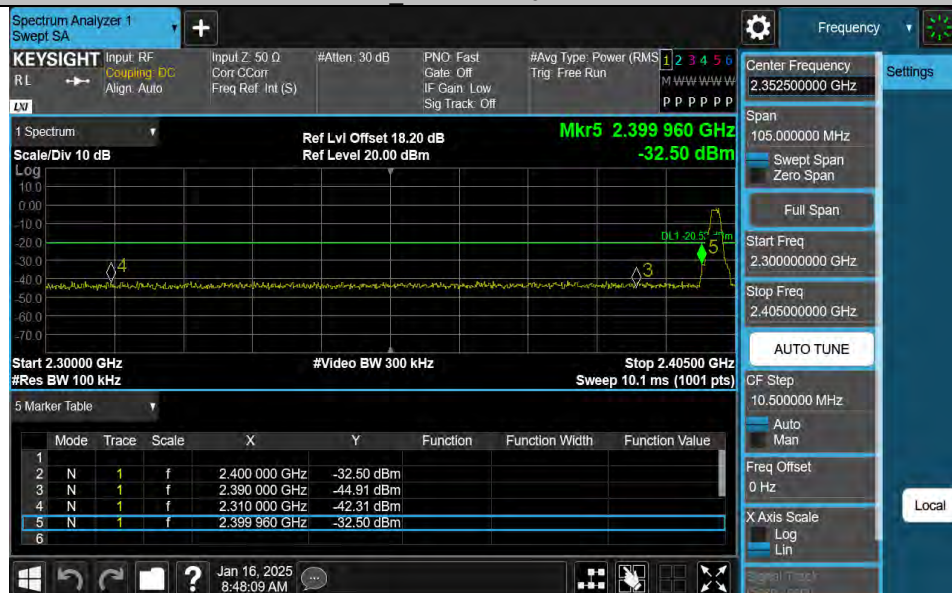 Spectrum Analyzer 1
Swept SA
+
Frequency
KEYSIGHT
RL
LXI
Input: RF
Coupling: DC
Align: Auto
Input Z: 50 Ω
Corr CCorr
Freq Ref: Int (S)
#Atten: 30 dB
PNO: Fast
Gate: Off
IF Gain: Low
Sig Track: Off
#Avg Type: Power (RMS
Trig: Free Run
1 2 3 4 5 6
M W W W W W
P P P P P P
1 Spectrum
Scale/Div 10 dB
Ref Lvl Offset 18.20 dB
Ref Level 20.00 dBm
Mkr5 2.399 960 GHz
-32.50 dBm
Log
10.0
0.00
-10.0
-20.0
-30.0
-40.0
-50.0
-60.0
-70.0
4
3
5
Start 2.30000 GHz
#Video BW 300 kHz
Stop 2.40500 GHz
#Res BW 100 kHz
Sweep 10.1 ms (1001 pts)
5 Marker Table
Mode Trace Scale X Y Function Function Width Function Value
1
2 N 1 f 2.400 000 GHz -32.50 dBm
3 N 1 f 2.390 000 GHz -44.91 dBm
4 N 1 f 2.310 000 GHz -42.31 dBm
5 N 1 f 2.399 960 GHz -32.50 dBm
6
?
Jan 16, 2025
8:48:09 AM
Center Frequency
2.352500000 GHz
Settings
Span
105.000000 MHz
Swept Span
Zero Span
Full Span
Start Freq
2.300000000 GHz
Stop Freq
2.405000000 GHz
AUTO TUNE
CF Step
10.500000 MHz
Auto
Man
Freq Offset
0 Hz
Local
X Axis Scale
Log
Lin
Signal Track